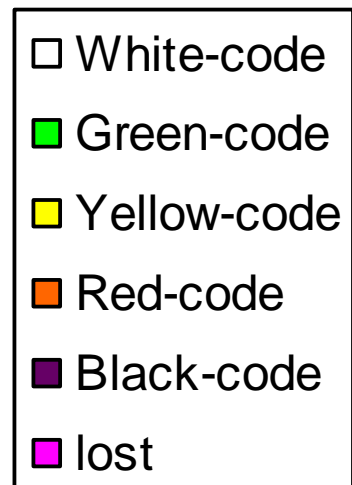 White-code
Green-code
Yellow-code
Red-code
Black-code
lost